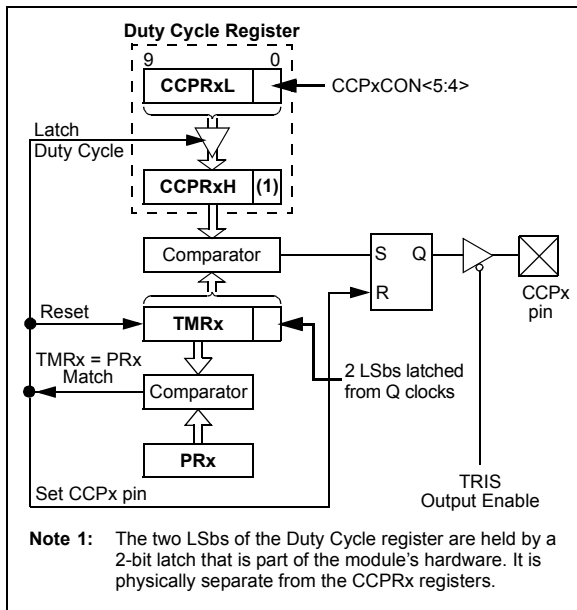 Duty Cycle Register
9 0
CCPRxL
CCPxCON<5:4>
Latch
Duty Cycle
CCPRxH (1)
Comparator
S Q
R
CCPx
pin
Reset
TMRx
TMRx = PRx
Match
2 LSbs latched
from Q clocks
Comparator
PRx
Set CCPx pin
TRIS
Output Enable
Note 1: The two LSbs of the Duty Cycle register are held by a
2-bit latch that is part of the module's hardware. It is
physically separate from the CCPRx registers.